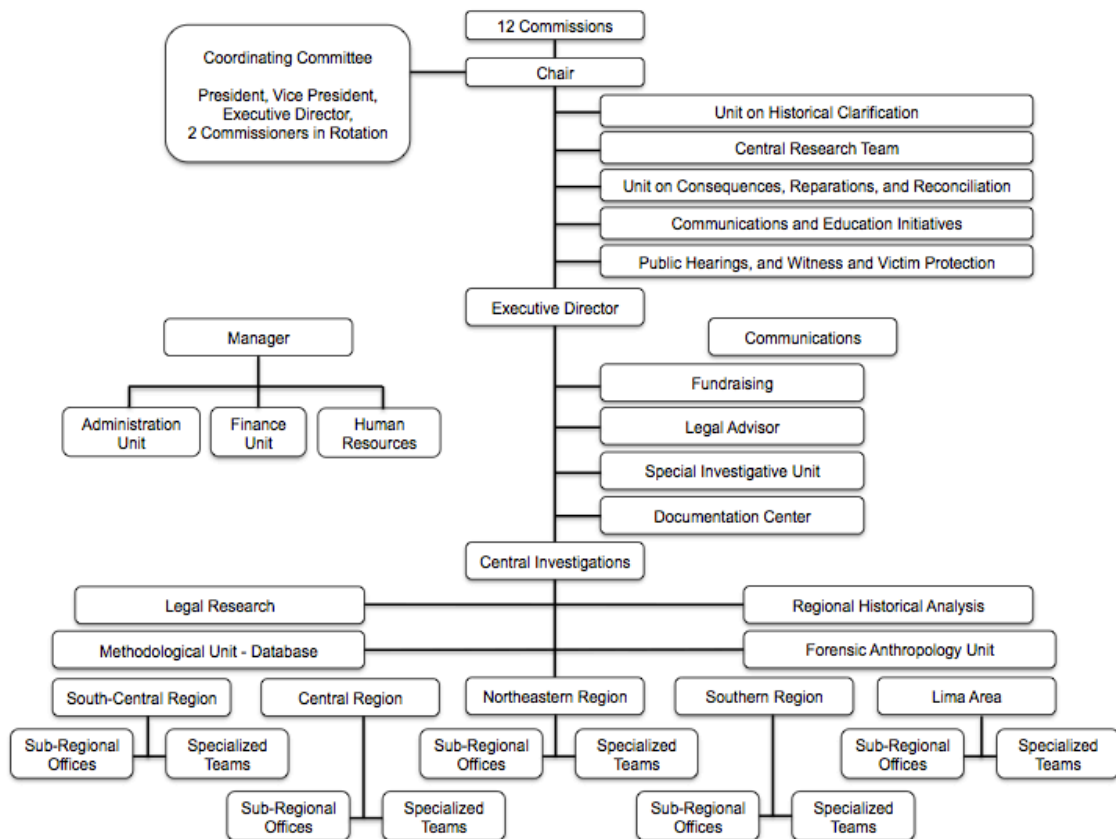 12 Commissions
Coordinating Committee
President, Vice President,
Executive Director,
2 Commissioners in Rotation
Chair
Unit on Historical Clarification
Central Research Team
Unit on Consequences, Reparations, and Reconciliation
Communications and Education Initiatives
Public Hearings, and Witness and Victim Protection
Executive Director
Manager
Communications
Administration
Unit
Finance
Unit
Human
Resources
Fundraising
Legal Advisor
Special Investigative Unit
Documentation Center
Central Investigations
Legal Research
Regional Historical Analysis
Methodological Unit - Database
Forensic Anthropology Unit
South-Central Region
Central Region
Northeastern Region
Southern Region
Lima Area
Sub-Regional
Offices
Specialized
Teams
Sub-Regional
Offices
Specialized
Teams
Sub-Regional
Offices
Specialized
Teams
Sub-Regional
Offices
Specialized
Teams
Sub-Regional
Offices
Specialized
Teams